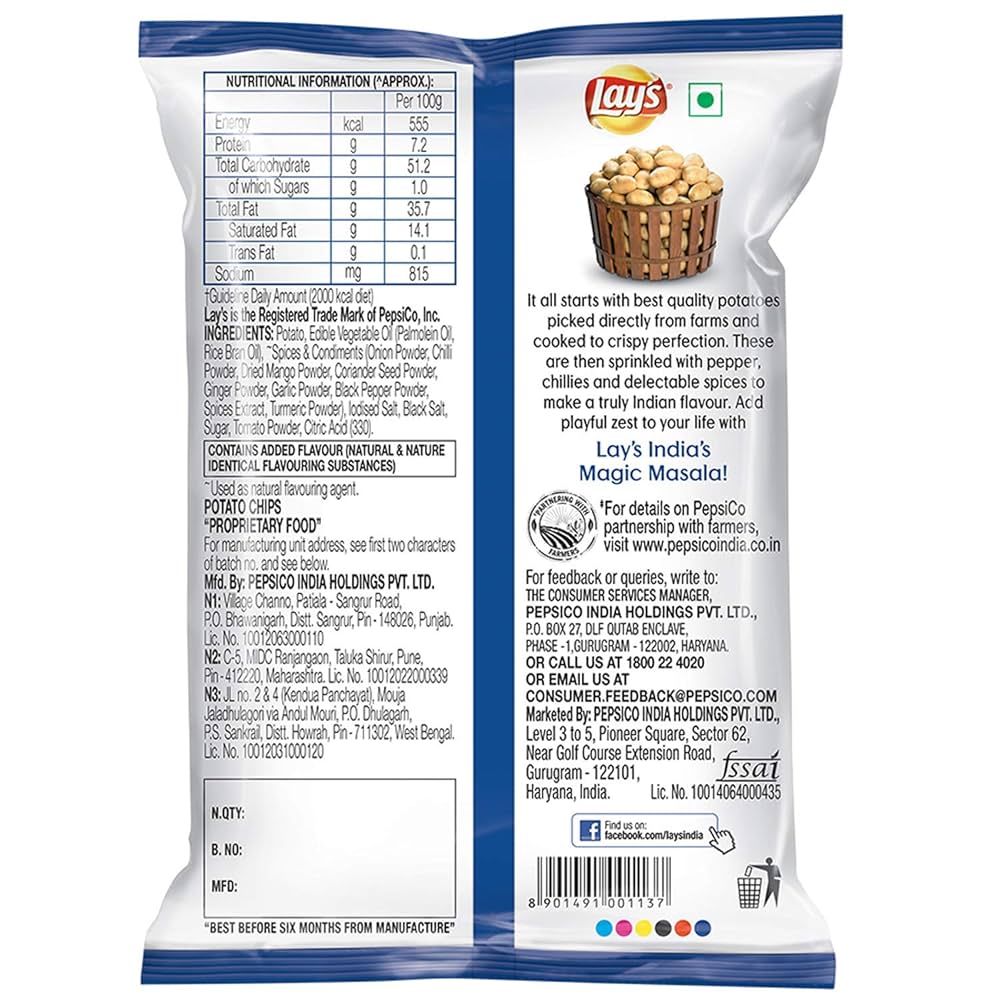 NUTRITIONAL INFORMATION (^APPROX.):
Per 100g
Energy kcal 555
Protein g 7.2
Total Carbohydrate g 51.2
of which Sugars g 1.0
Total Fat g 35.7
Saturated Fat g 14.1
Trans Fat g 0.1
Sodium mg 815
†Guideline Daily Amount (2000 kcal diet)
Lay's is the Registered Trade Mark of PepsiCo, Inc.
INGREDIENTS: Potato, Edible Vegetable Oil (Palmolein Oil,
Rice Bran Oil), ~Spices & Condiments (Onion Powder, Chilli
Powder, Dried Mango Powder, Coriander Seed Powder,
Ginger Powder, Garlic Powder, Black Pepper Powder,
Spices Extract, Turmeric Powder), Iodised Salt, Black Salt,
Sugar, Tomato Powder, Citric Acid (330).
CONTAINS ADDED FLAVOUR (NATURAL & NATURE
IDENTICAL FLAVOURING SUBSTANCES)
~Used as natural flavouring agent.
POTATO CHIPS
"PROPRIETARY FOOD"
For manufacturing unit address, see first two characters
of batch no. and see below.
Mfd. By: PEPSICO INDIA HOLDINGS PVT. LTD.
N1: Village Channo, Patiala - Sangrur Road,
P.O. Bhawanigarh, Distt. Sangrur, Pin - 148026, Punjab.
Lic. No. 10012063000110
N2: C-5, MIDC Ranjangaon, Taluka Shirur, Pune,
Pin - 412220, Maharashtra. Lic. No. 10012022000339
N3: JL no. 2 & 4 (Kendua Panchayat), Mouja
Jaladhulagori via Andul Mouri, P.O. Dhulagarh,
P.S. Sankrail, Distt. Howrah, Pin - 711302, West Bengal.
Lic. No. 10012031000120
N.QTY:
B. NO:
MFD:
"BEST BEFORE SIX MONTHS FROM MANUFACTURE"
Lay's®
It all starts with best quality potatoes
picked directly from farms and
cooked to crispy perfection. These
are then sprinkled with pepper,
chillies and delectable spices to
make a truly Indian flavour. Add
playful zest to your life with
Lay's India's
Magic Masala!
‡PARTNERING WITH
FARMERS
‡For details on PepsiCo
partnership with farmers,
visit www.pepsicoindia.co.in
For feedback or queries, write to:
THE CONSUMER SERVICES MANAGER,
PEPSICO INDIA HOLDINGS PVT. LTD.,
P.O. BOX 27, DLF QUTAB ENCLAVE,
PHASE -1,GURUGRAM -122002, HARYANA.
OR CALL US AT 1800 22 4020
OR EMAIL US AT
CONSUMER.FEEDBACK@PEPSICO.COM
Marketed By: PEPSICO INDIA HOLDINGS PVT. LTD.,
Level 3 to 5, Pioneer Square, Sector 62,
Near Golf Course Extension Road,
Gurugram - 122101,
Haryana, India.
fssai
Lic. No. 10014064000435
f Find us on:
facebook.com/laysindia
8 901491 001137